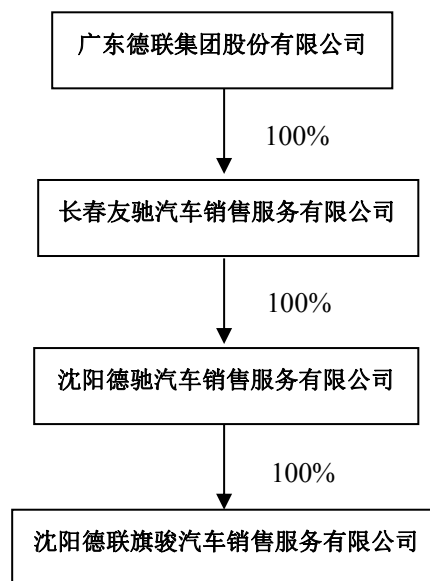 广东德联集团股份有限公司
100%
长春友驰汽车销售服务有限公司
100%
沈阳德驰汽车销售服务有限公司
100%
沈阳德联旗骏汽车销售服务有限公司